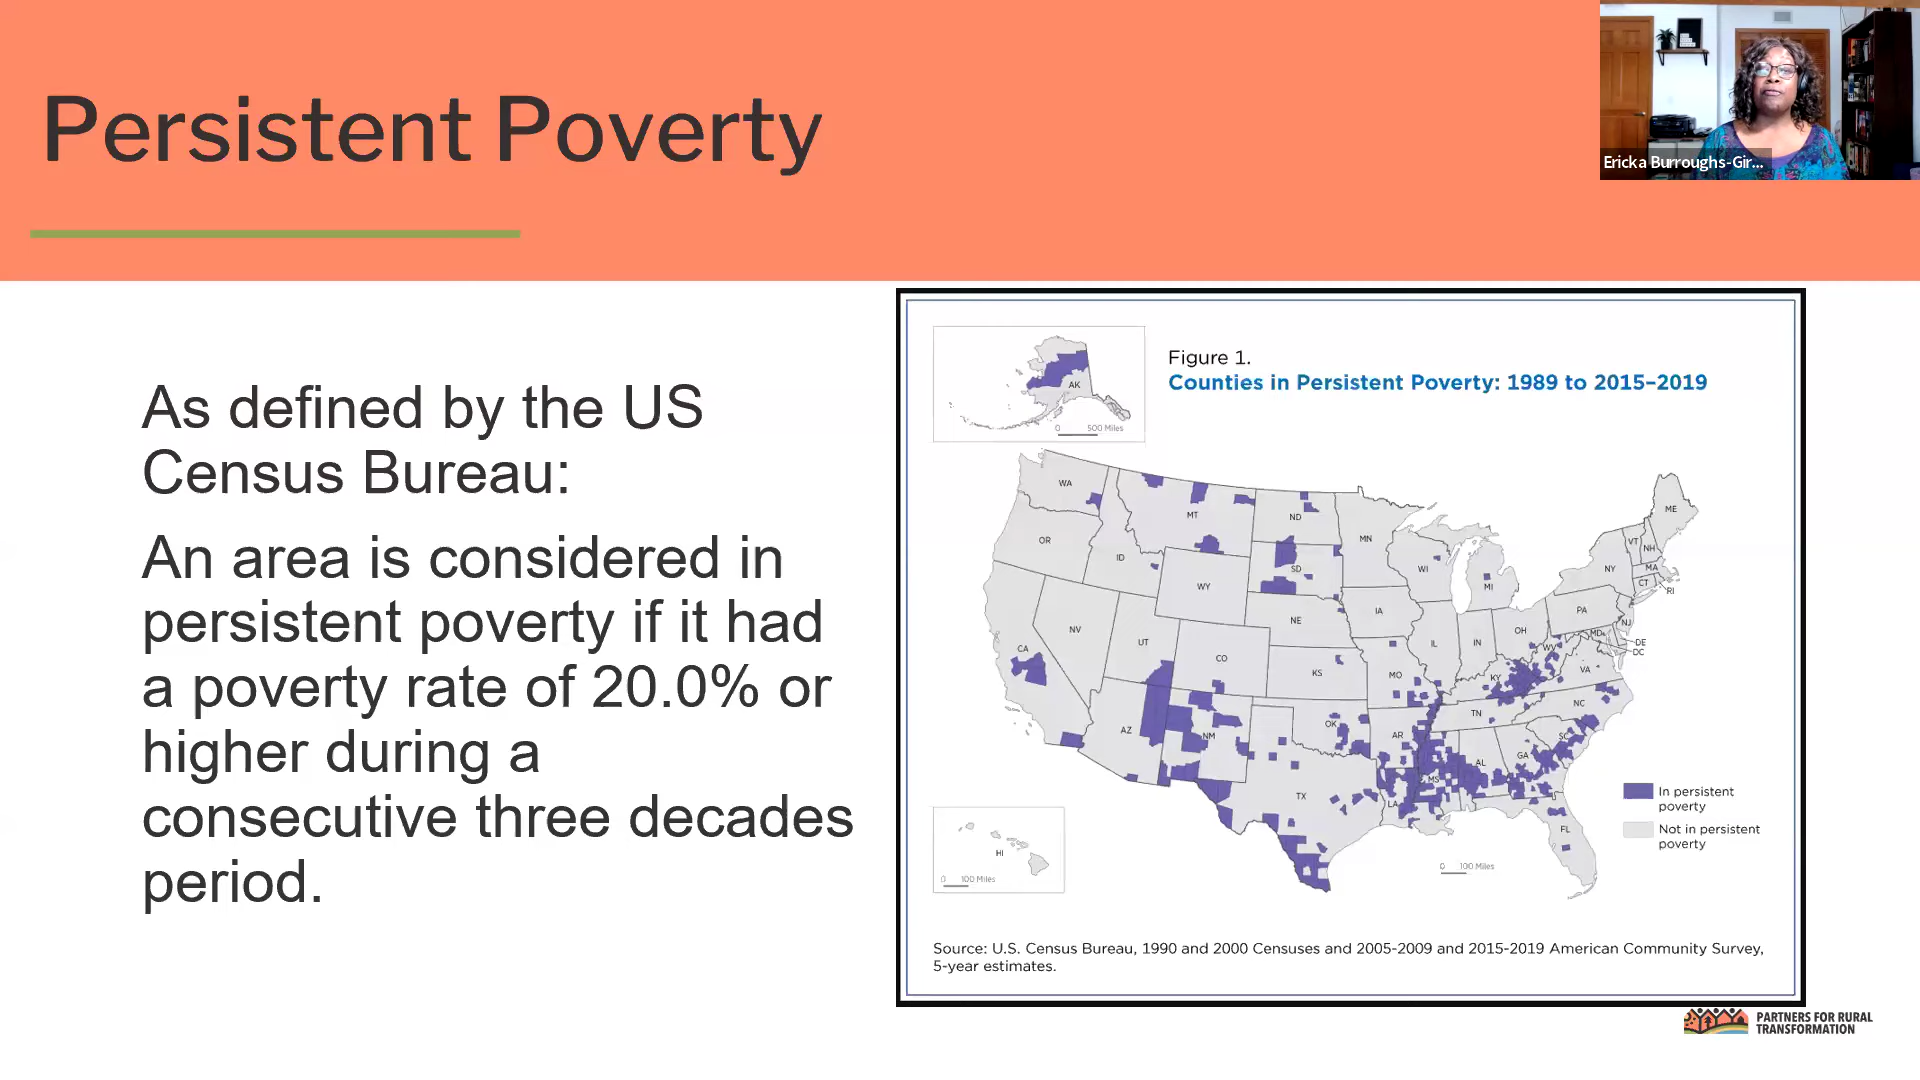 Persistent Poverty
Ericka Burroughs-Gir...
As defined by the US
Census Bureau:
An area is considered in
persistent poverty if it had
a poverty rate of 20.0% or
higher during a
consecutive three decades
period.
Figure 1.
Counties in Persistent Poverty: 1989 to 2015–2019
AK
0 500 Miles
WA
MT
ND
MN
ME
OR
ID
WY
SD
WI
MI
VT
NH
NY
MA
CT
RI
NV
UT
CO
NE
IA
IL
IN
OH
PA
NJ
MD
DE
DC
CA
KS
MO
KY
WV
VA
AZ
NM
OK
AR
TN
NC
SC
TX
LA
MS
AL
GA
FL
HI
0 100 Miles
0 100 Miles
In persistent
poverty
Not in persistent
poverty
Source: U.S. Census Bureau, 1990 and 2000 Censuses and 2005-2009 and 2015-2019 American Community Survey,
5-year estimates.
PARTNERS FOR RURAL
TRANSFORMATION